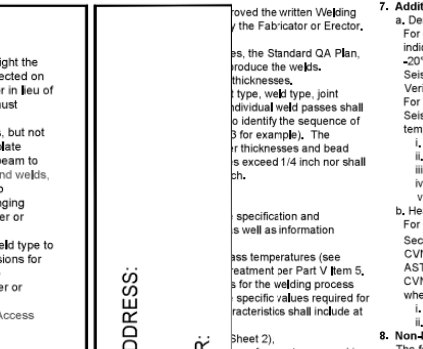 ight the
ected on
r in lieu of
ust
, but not
late
eam to
nd welds,
nging
er or
eld type to
sions for
er or
Access
DDRESS:
R:
roved the written Welding
y the Fabricator or Erector.
es, the Standard QA Plan,
roduce the welds.
thicknesses.
t type, weld type, joint
ndividual weld passes shall
o identify the sequence of
3 for example). The
r thicknesses and bead
s exceed 1/4 inch nor shall
ch.
specification and
s well as information
ass temperatures (see
reatment per Part V Item 5.
s for the welding process
specific values required for
racteristics shall include at
Sheet 2),
7. Addit
a. De
For
indic
-20°
Seis
Veri
For
Seis
tem
i.
ii.
iii
iv
v
b. He
For
Sec
CVN
AST
CVN
whe
i.
ii.
8. Non-